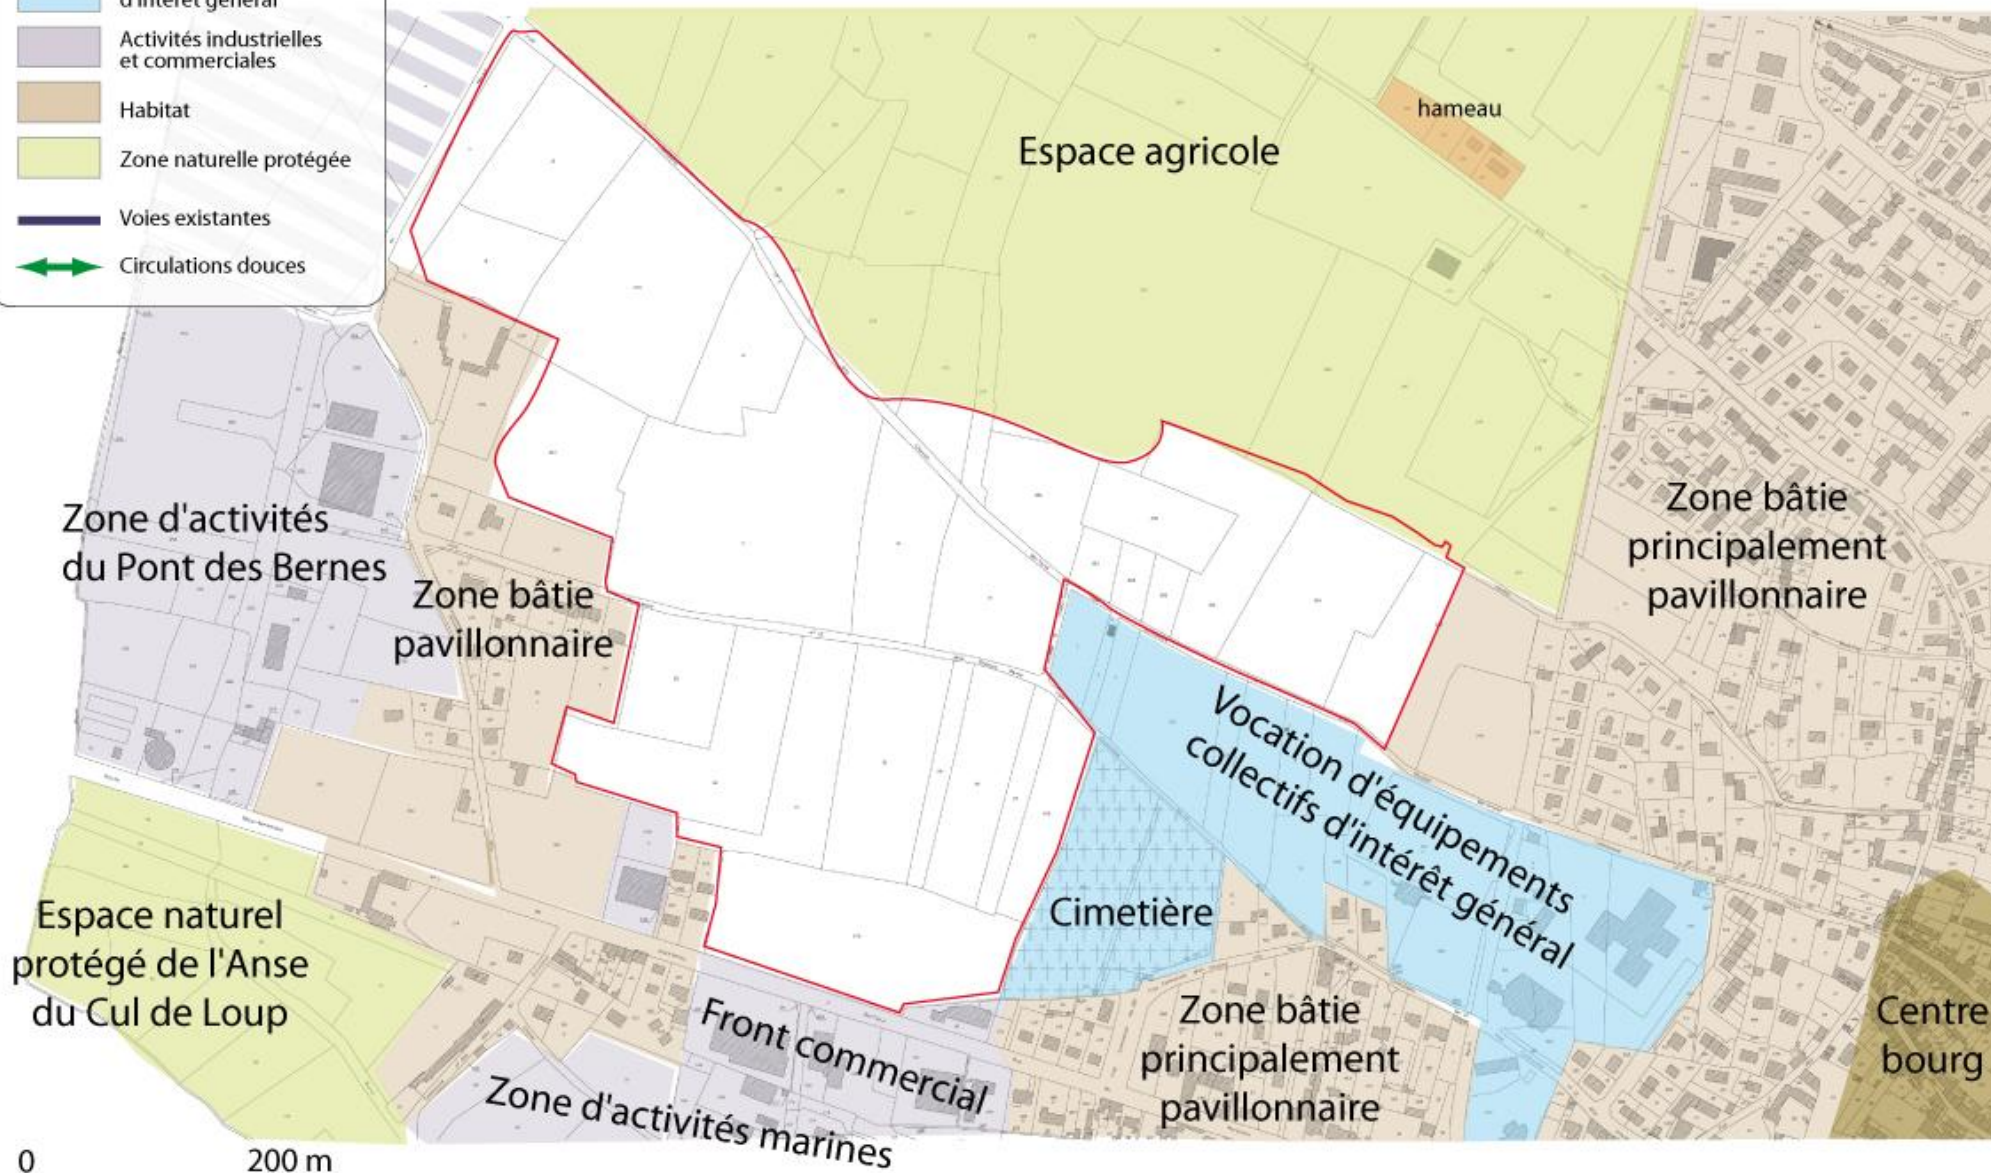 d'intérêt général
Activités industrielles
et commerciales
Habitat
Zone naturelle protégée
Voies existantes
Circulations douces
hameau
Espace agricole
Zone bâtie
principalement
pavillonnaire
Zone d'activités
du Pont des Bernes
Zone bâtie
pavillonnaire
Vocation d'équipements
collectifs d'intérêt général
Cimetière
Espace naturel
protégé de l'Anse
du Cul de Loup
Front commercial
Zone d'activités marines
Zone bâtie
principalement
pavillonnaire
Centre
bourg
0
200 m